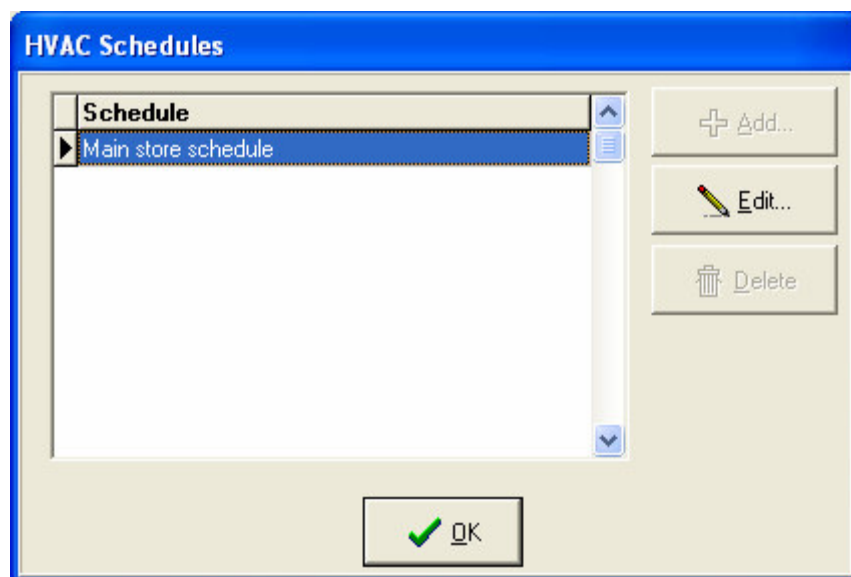 HVAC Schedules
Schedule
Main store schedule
Add...
Edit...
Delete
OK